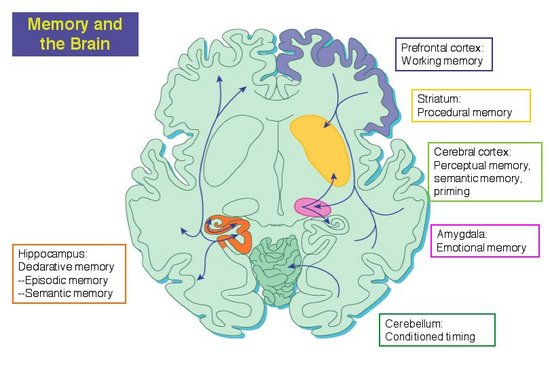 Memory and
the Brain
Prefrontal cortex:
Working memory
Striatum:
Procedural memory
Cerebral cortex:
Perceptual memory,
semantic memory,
priming
Amygdala:
Emotional memory
Hippocampus:
Dedarative memory
--Episodic memory
--Semantic memory
Cerebellum:
Conditioned timing